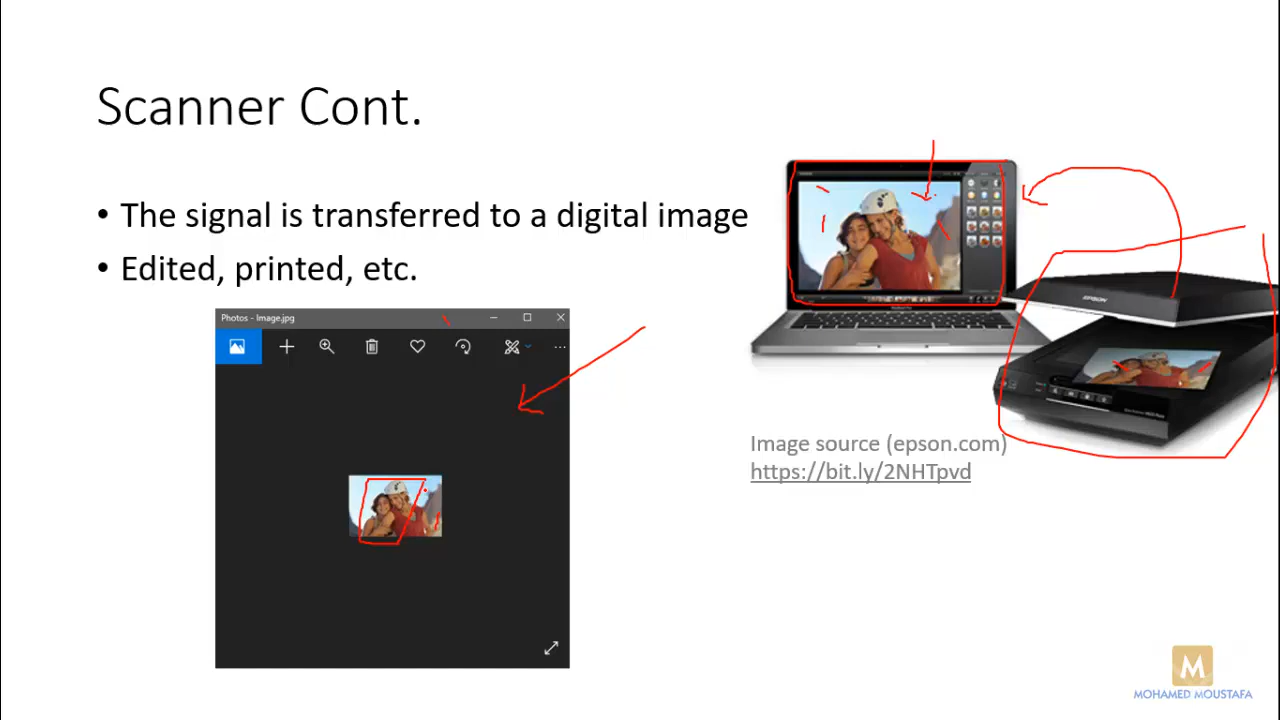 Scanner Cont.
• The signal is transferred to a digital image
• Edited, printed, etc.
Photos - Image.jpg
EPSON
Image source (epson.com)
https://bit.ly/2NHTpvd
M
MOHAMED MOUSTAFA